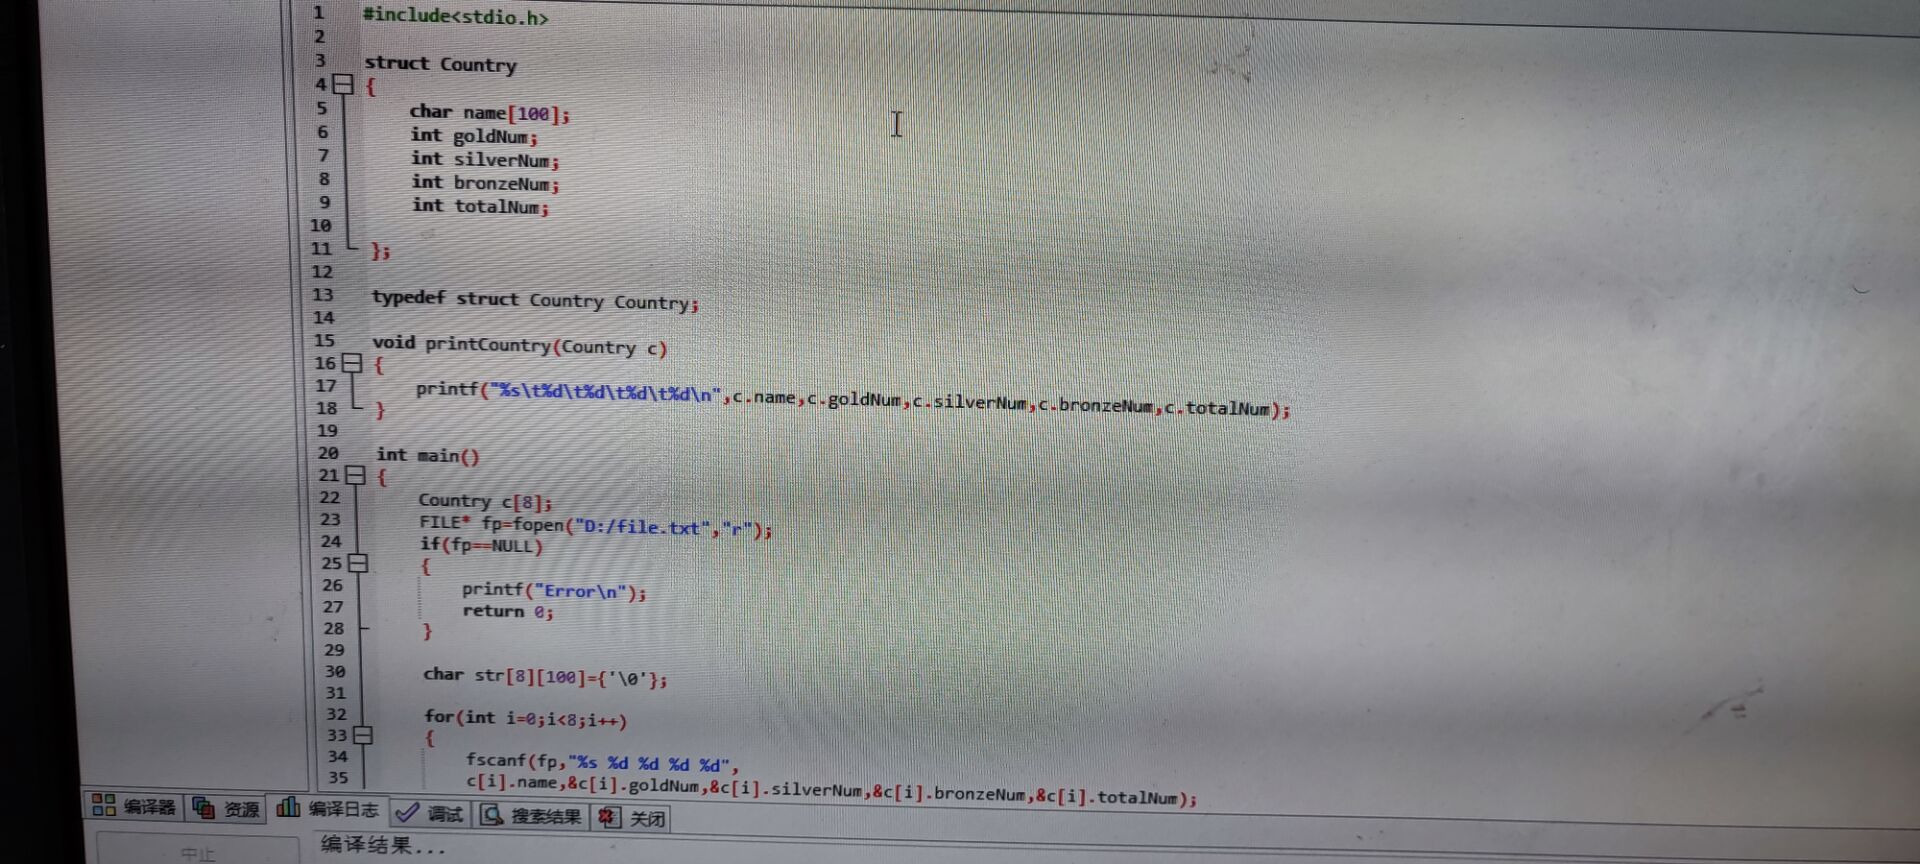 1 #include<stdio.h>
2
3 struct Country
4 {
5 char name[100];
6 int goldNum;
7 int silverNum;
8 int bronzeNum;
9 int totalNum;
10
11 };
12
13 typedef struct Country Country;
14
15 void printCountry(Country c)
16 {
17 printf("%s\t%d\t%d\t%d\t%d\n",c.name,c.goldNum,c.silverNum,c.bronzeNum,c.totalNum);
18 }
19
20 int main()
21 {
22 Country c[8];
23 FILE* fp=fopen("D:/file.txt","r");
24 if(fp==NULL)
25 {
26 printf("Error\n");
27 return 0;
28 }
29
30 char str[8][100]={'\0'};
31
32 for(int i=0;i<8;i++)
33 {
34 fscanf(fp,"%s %d %d %d %d",
35 c[i].name,&c[i].goldNum,&c[i].silverNum,&c[i].bronzeNum,&c[i].totalNum);
编译器 资源 编译日志 调试 搜索结果 关闭
中止 编译结果...